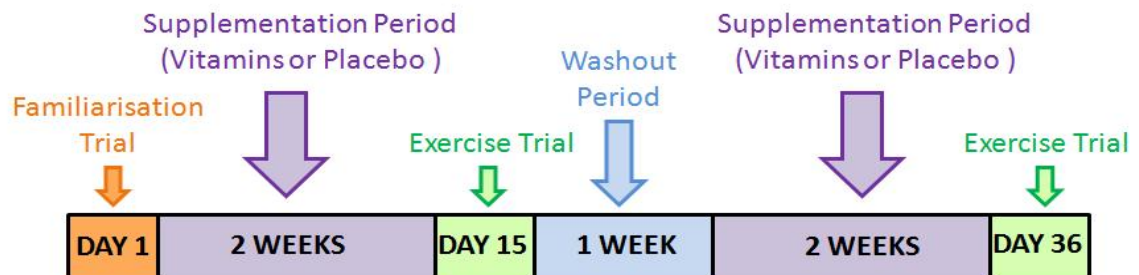 Supplementation Period
(Vitamins or Placebo )
Supplementation Period
(Vitamins or Placebo )
Washout
Period
Familiarisation
Trial
Exercise Trial
Exercise Trial
DAY 1
2 WEEKS
DAY 15
1 WEEK
2 WEEKS
DAY 36